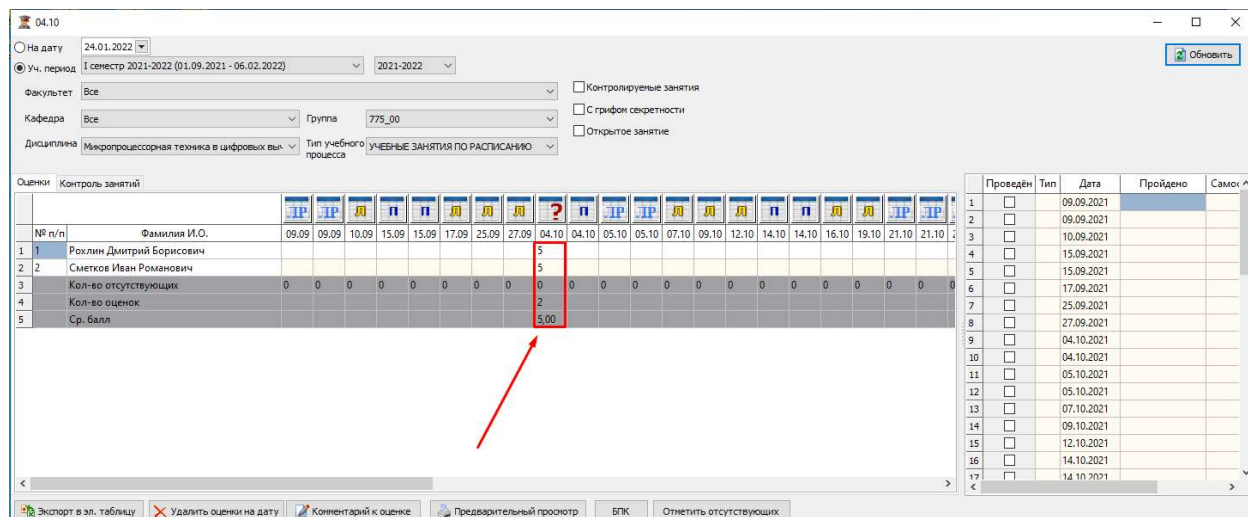 04.10
На дату 24.01.2022
Уч. период I семестр 2021-2022 (01.09.2021 - 06.02.2022) 2021-2022
Обновить
Факультет Все
Контролируемые занятия
Кафедра Все Группа 775_00
С грифом секретности
Дисциплина Микропроцессорная техника в цифровых выч Тип учебного процесса УЧЕБНЫЕ ЗАНЯТИЯ ПО РАСПИСАНИЮ
Открытое занятие
Оценки Контроль занятий
ЛР ЛР Л П П Л Л Л ? П ЛР ЛР Л Л Л П П Л Л ЛР ЛР
№ п/п Фамилия И.О. 09.09 09.09 10.09 15.09 15.09 17.09 25.09 27.09 04.10 04.10 05.10 05.10 07.10 09.10 12.10 14.10 14.10 16.10 19.10 21.10 21.10 2
1 1 Рохлин Дмитрий Борисович 5
2 2 Сметков Иван Романович 5
3 Кол-во отсутствующих 0 0 0 0 0 0 0 0 0 0 0 0 0 0 0 0 0 0 0 0 0 0
4 Кол-во оценок 2
5 Ср. балл 5,00
Проведён Тип Дата Пройдено Самос
1 09.09.2021
2 09.09.2021
3 10.09.2021
4 15.09.2021
5 15.09.2021
6 17.09.2021
7 25.09.2021
8 27.09.2021
9 04.10.2021
10 04.10.2021
11 05.10.2021
12 05.10.2021
13 07.10.2021
14 09.10.2021
15 12.10.2021
16 14.10.2021
17 14.10.2021
Экспорт в эл. таблицу Удалить оценки на дату Комментарий к оценке Предварительный просмотр БПК Отметить отсутствующих